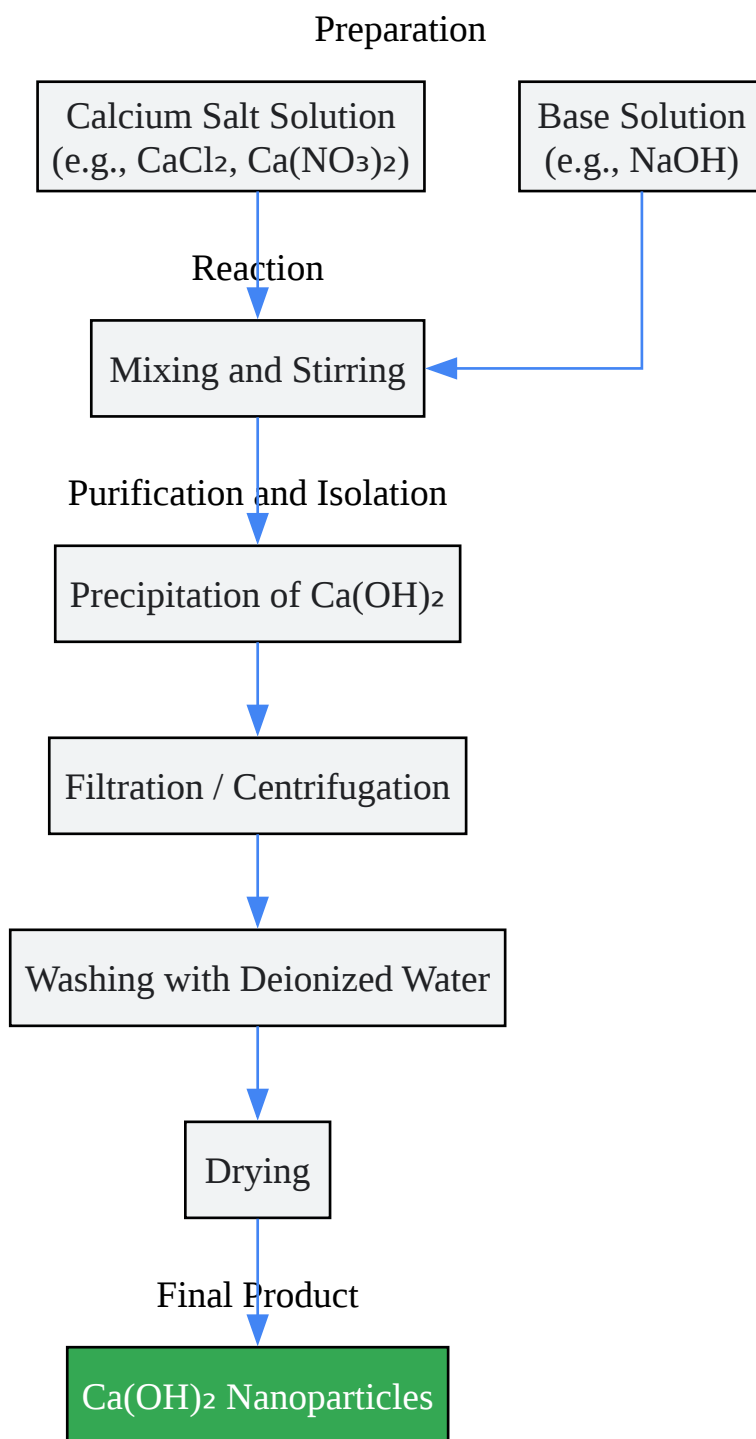 Preparation
Calcium Salt Solution
(e.g., CaCl₂, Ca(NO₃)₂)
Base Solution
(e.g., NaOH)
Reaction
Mixing and Stirring
Purification and Isolation
Precipitation of Ca(OH)₂
Filtration / Centrifugation
Washing with Deionized Water
Drying
Final Product
Ca(OH)₂ Nanoparticles